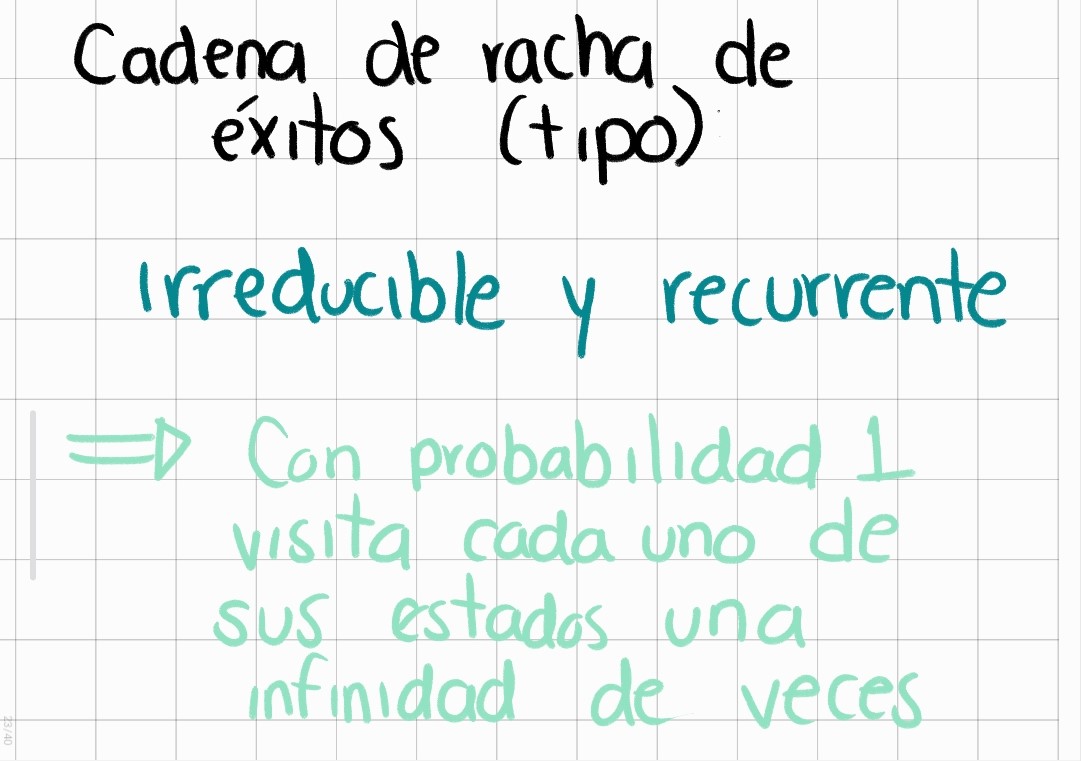 Cadena de racha de
éxitos (tipo)
irreducible y recurrente
⇒ Con probabilidad 1
visita cada uno de
sus estados una
infinidad de veces
23/40